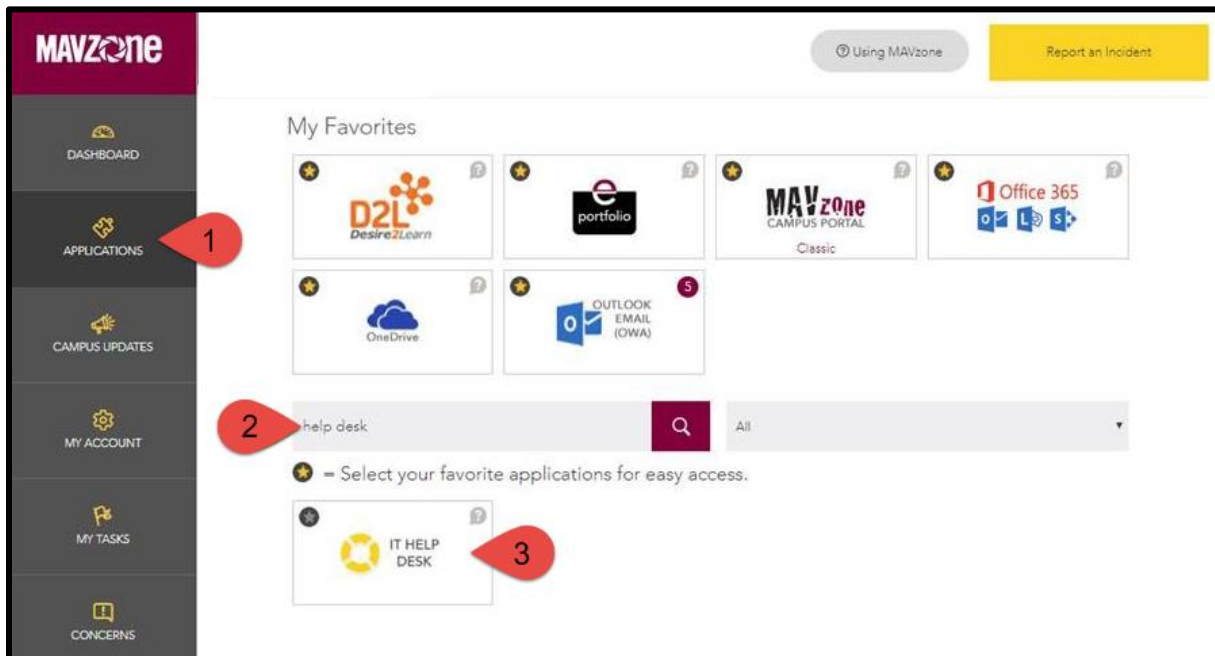 MAVZONE
Using MAVzone
Report an Incident
DASHBOARD
APPLICATIONS
1
CAMPUS UPDATES
MY ACCOUNT
MY TASKS
CONCERNS
My Favorites
D2L
Desire2Learn
e
portfolio
MAVzone
CAMPUS PORTAL
Classic
Office 365
O L S
OneDrive
O
OUTLOOK
EMAIL
(OWA)
5
2
help desk
All
= Select your favorite applications for easy access.
IT HELP
DESK
3